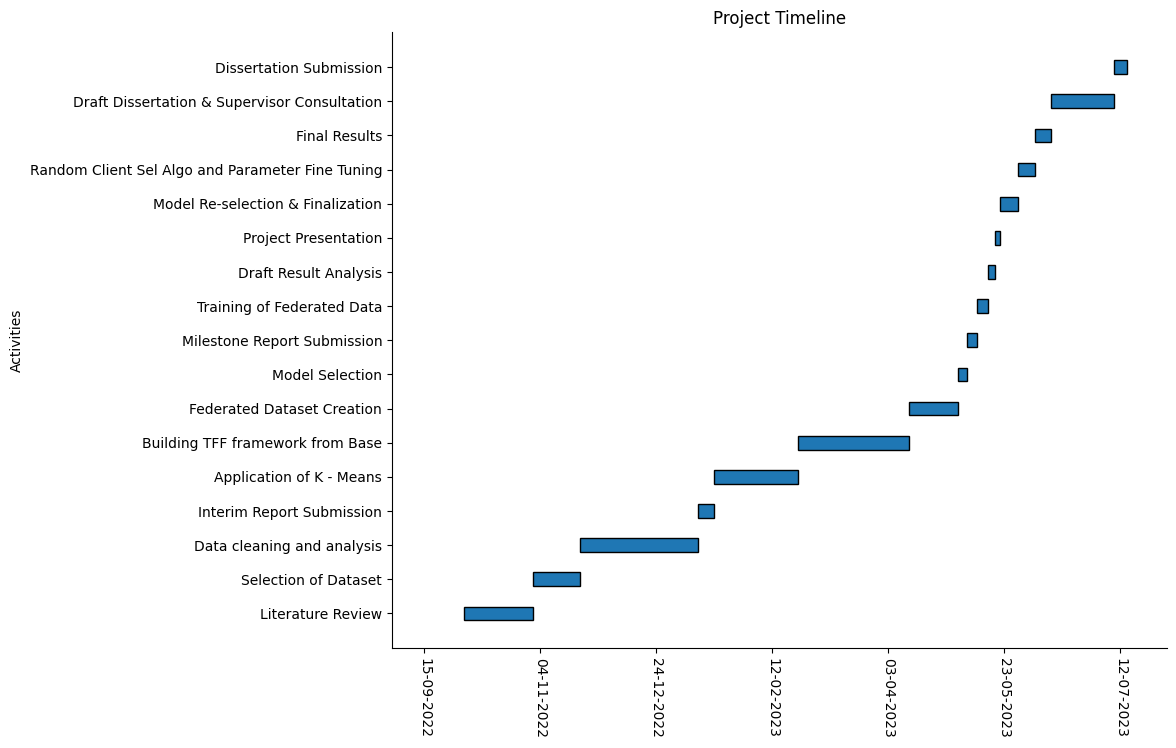 Project Timeline
Dissertation Submission
Draft Dissertation & Supervisor Consultation
Final Results
Random Client Sel Algo and Parameter Fine Tuning
Model Re-selection & Finalization
Project Presentation
Draft Result Analysis
Training of Federated Data
Milestone Report Submission
Model Selection
Federated Dataset Creation
Building TFF framework from Base
Application of K - Means
Interim Report Submission
Data cleaning and analysis
Selection of Dataset
Literature Review
Activities
15-09-2022
04-11-2022
24-12-2022
12-02-2023
03-04-2023
23-05-2023
12-07-2023